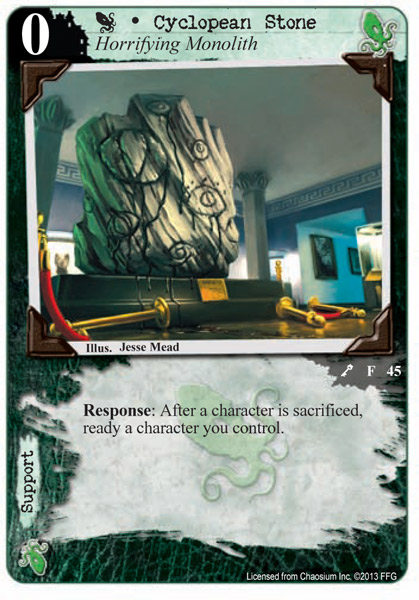 0
• Cyclopean Stone
Horrifying Monolith
Illus. Jesse Mead
F 45
Response: After a character is sacrificed,
ready a character you control.
Support
Licensed from Chaosium Inc. ©2013 FFG